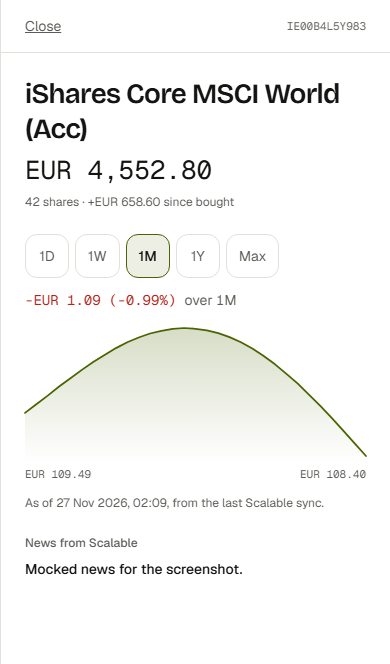 Close
IE00B4L5Y983
iShares Core MSCI World
(Acc)
EUR 4,552.80
42 shares · +EUR 658.60 since bought
1D
1W
1M
1Y
Max
-EUR 1.09 (-0.99%) over 1M
EUR 109.49
EUR 108.40
As of 27 Nov 2026, 02:09, from the last Scalable sync.
News from Scalable
Mocked news for the screenshot.